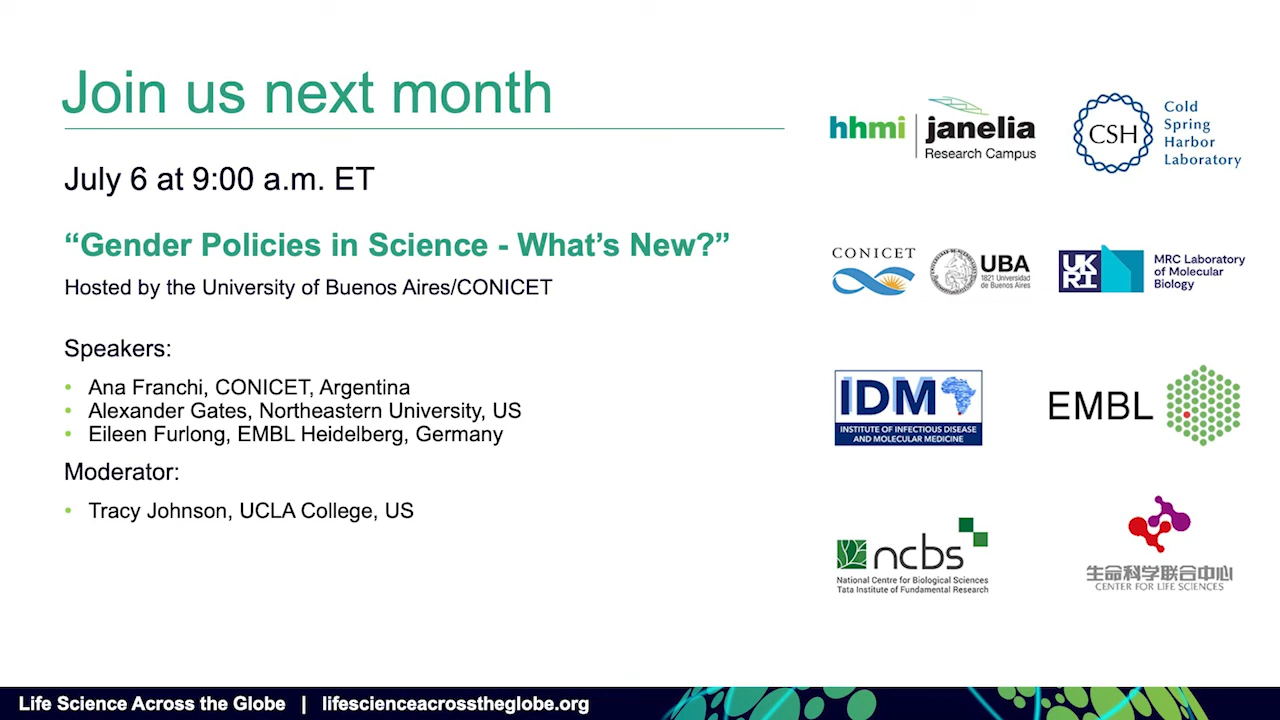 Join us next month
July 6 at 9:00 a.m. ET
“Gender Policies in Science - What’s New?”
Hosted by the University of Buenos Aires/CONICET
Speakers:
• Ana Franchi, CONICET, Argentina
• Alexander Gates, Northeastern University, US
• Eileen Furlong, EMBL Heidelberg, Germany
Moderator:
• Tracy Johnson, UCLA College, US
hhmi | janelia
Research Campus
CSH
Cold
Spring
Harbor
Laboratory
CONICET
UBA
1821 Universidad
de Buenos Aires
UK
RI
MRC Laboratory
of Molecular
Biology
IDM
INSTITUTE OF INFECTIOUS DISEASE
AND MOLECULAR MEDICINE
EMBL
ncbs
National Centre for Biological Sciences
Tata Institute of Fundamental Research
生命科学联合中心
CENTER FOR LIFE SCIENCES
Life Science Across the Globe | lifescienceacrosstheglobe.org